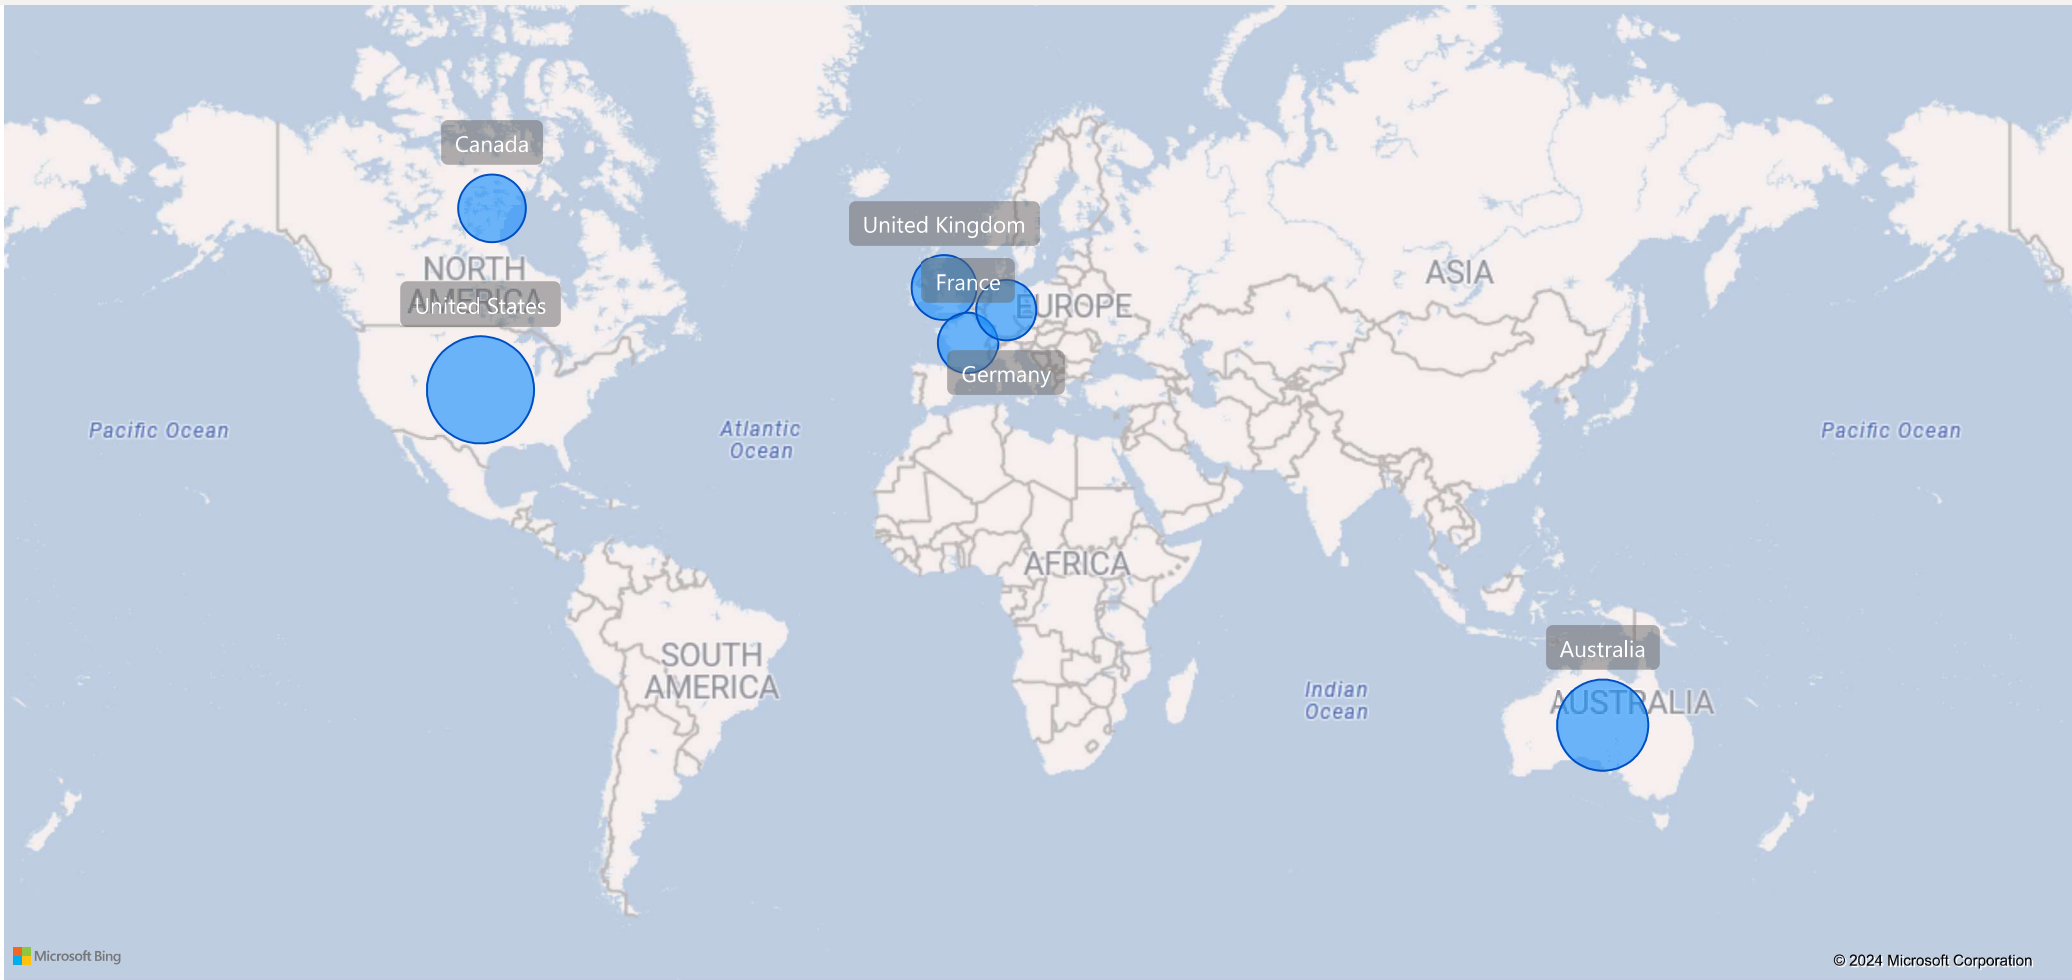 Canada
United Kingdom
France
NORTH
AMERICA
United States
ASIA
EUROPE
Germany
Pacific Ocean
Atlantic
Ocean
Pacific Ocean
AFRICA
SOUTH
AMERICA
Australia
AUSTRALIA
Indian
Ocean
Microsoft Bing
© 2024 Microsoft Corporation